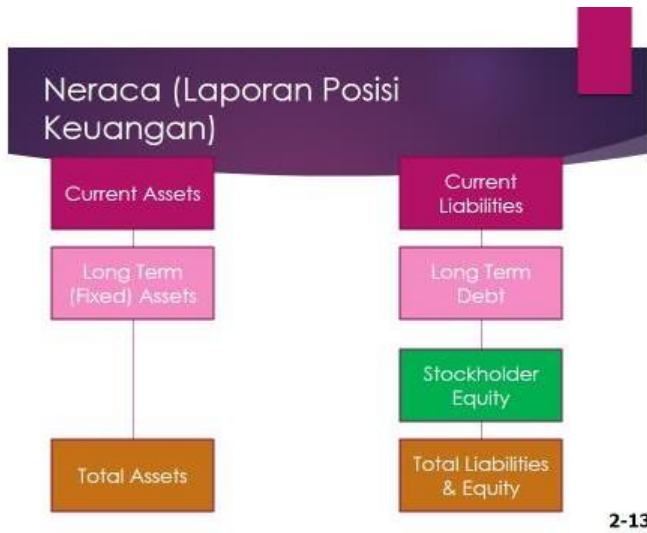 Neraca (Laporan Posisi
Keuangan)
Current Assets
Current
Liabilities
Long Term
(Fixed) Assets
Long Term
Debt
Stockholder
Equity
Total Assets
Total Liabilities
& Equity
2-13